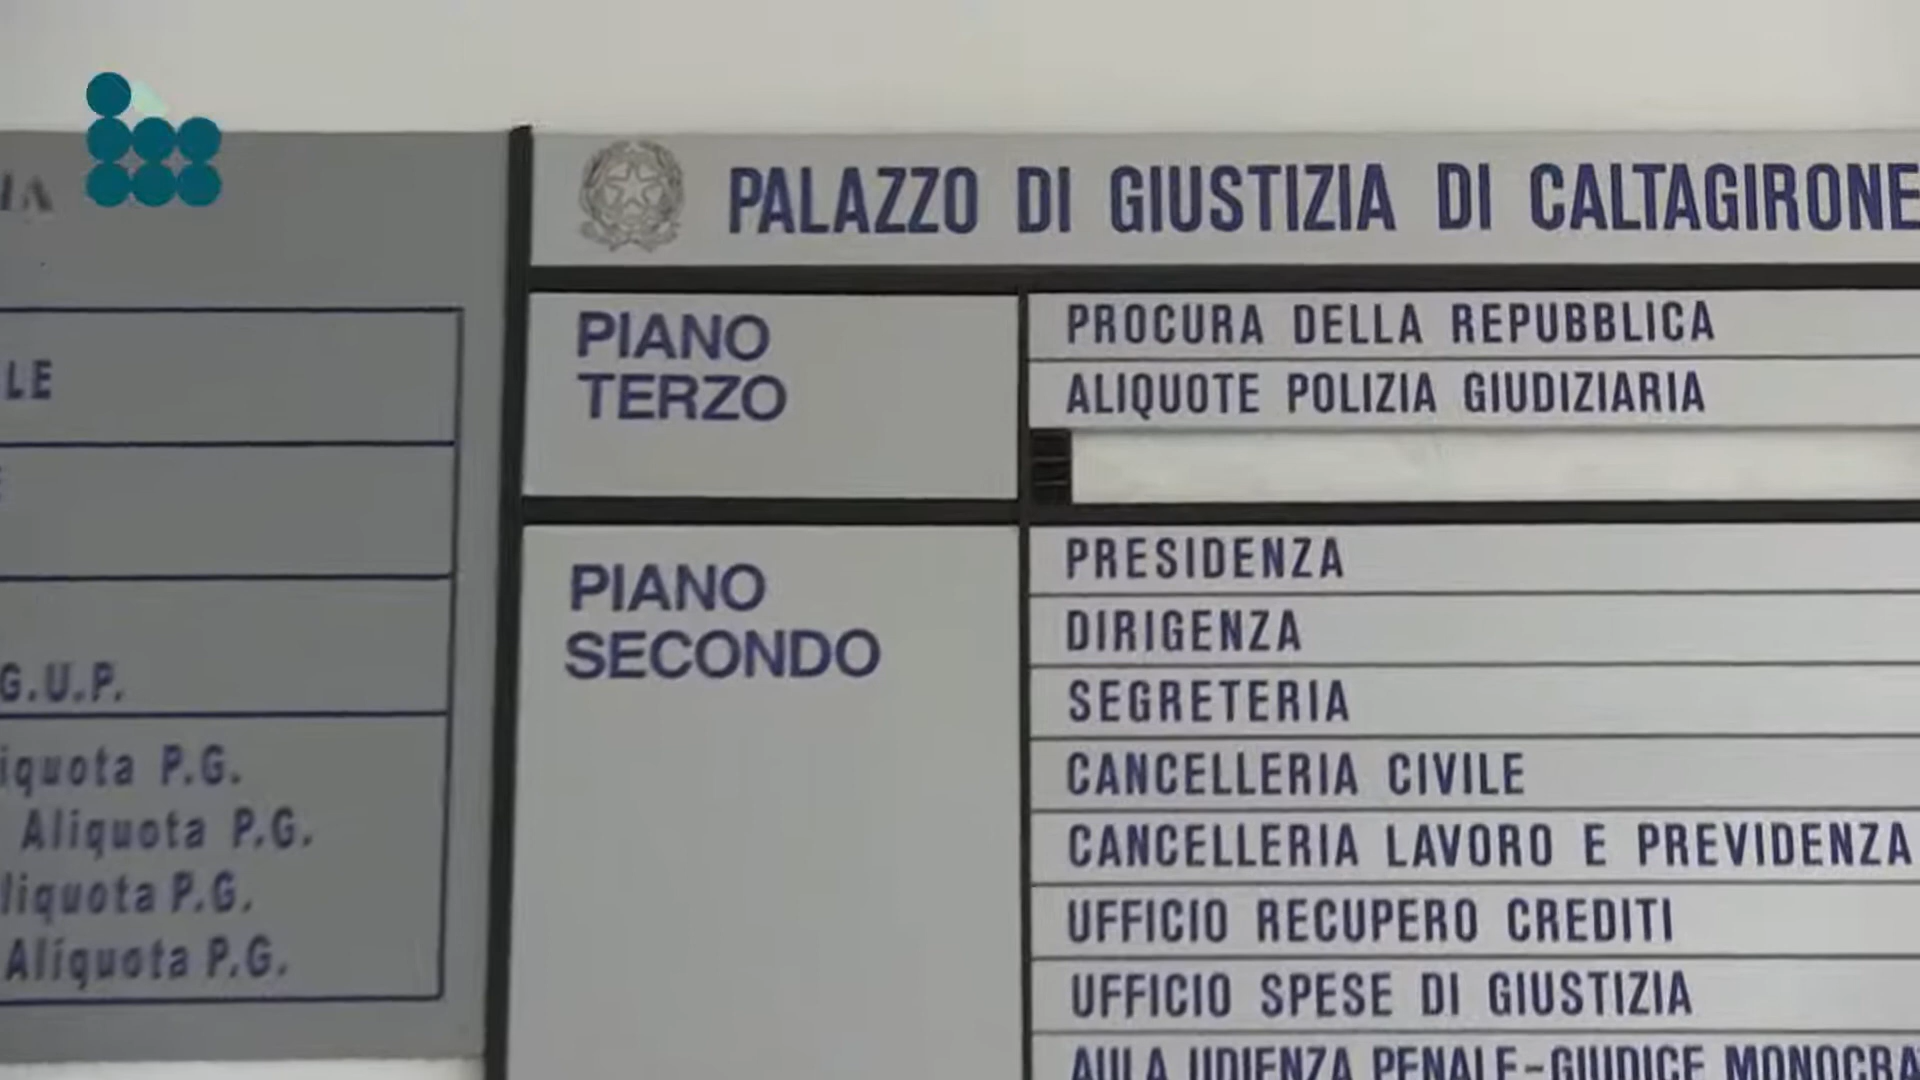 LE
G.U.P.
iquota P.G.
Aliquota P.G.
liquota P.G.
Aliquota P.G.
PALAZZO DI GIUSTIZIA DI CALTAGIRONE
PIANO
TERZO
PROCURA DELLA REPUBBLICA
ALIQUOTE POLIZIA GIUDIZIARIA
PIANO
SECONDO
PRESIDENZA
DIRIGENZA
SEGRETERIA
CANCELLERIA CIVILE
CANCELLERIA LAVORO E PREVIDENZA
UFFICIO RECUPERO CREDITI
UFFICIO SPESE DI GIUSTIZIA
AULA UDIENZA PENALE-GIUDICE MONOCRA